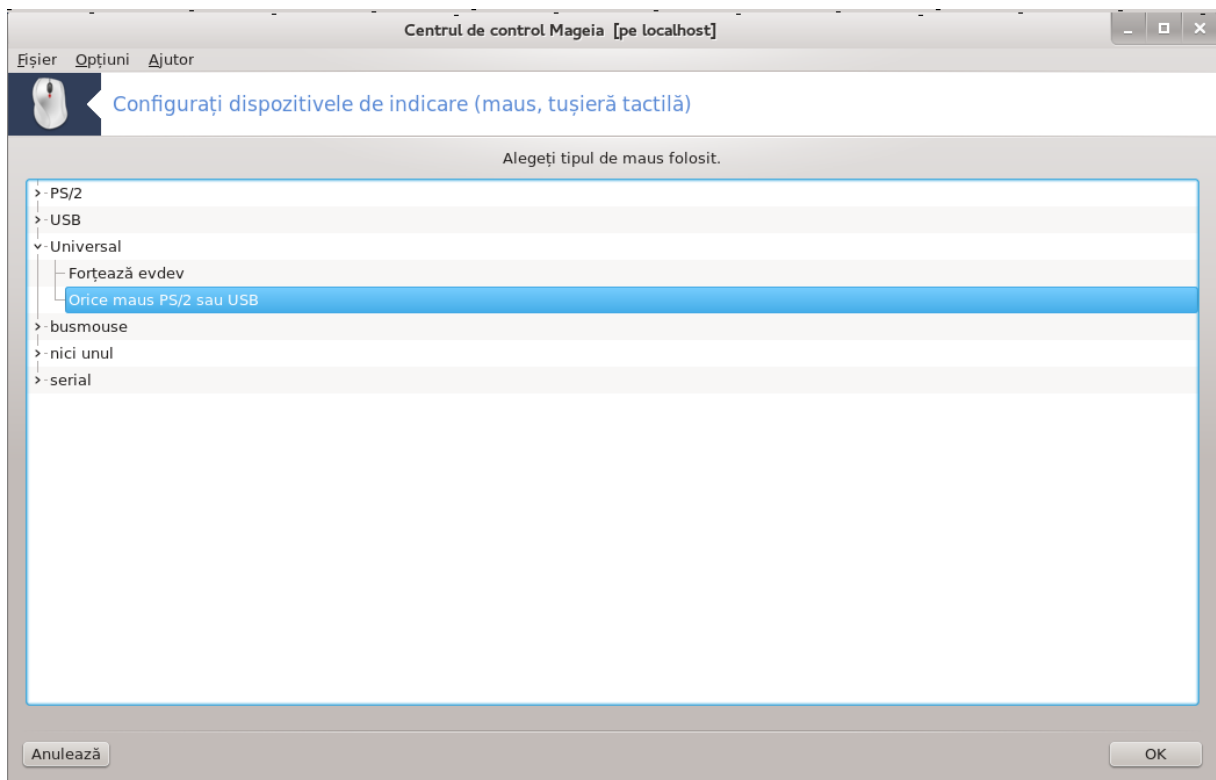 Centrul de control Mageia [pe localhost]
Fișier Opțiuni Ajutor
Configurați dispozitivele de indicare (maus, tușieră tactilă)
Alegeți tipul de maus folosit.
PS/2
USB
Universal
Forțează evdev
Orice maus PS/2 sau USB
busmouse
nici unul
serial
Anulează OK